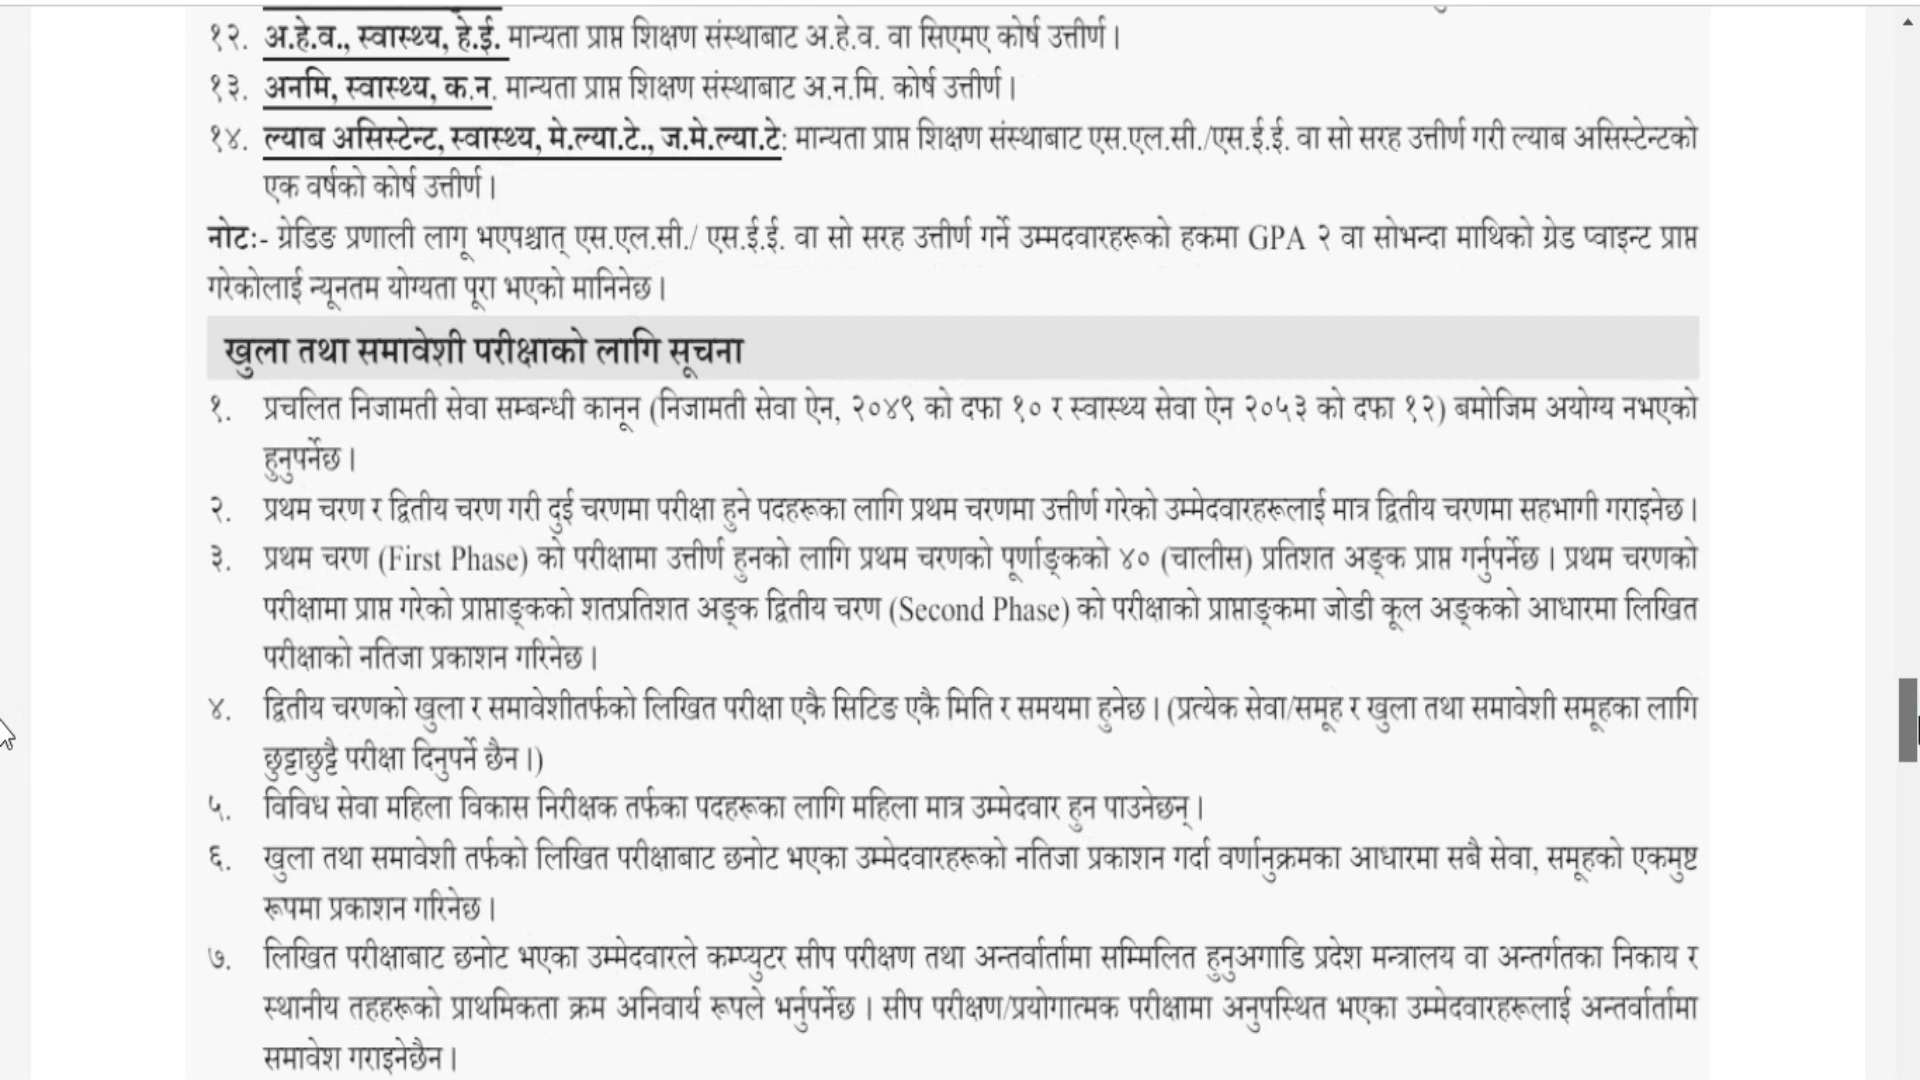 १२. अ.हे.व., स्वास्थ्य, हे.ई. मान्यता प्राप्त शिक्षण संस्थाबाट अ.हे.व. वा सिएमए कोर्ष उत्तीर्ण।
१३. अनमि, स्वास्थ्य, क.न. मान्यता प्राप्त शिक्षण संस्थाबाट अ.न.मि. कोर्ष उत्तीर्ण।
१४. ल्याब असिस्टेन्ट, स्वास्थ्य, मे.ल्या.टे., ज.मे.ल्या.टे: मान्यता प्राप्त शिक्षण संस्थाबाट एस.एल.सी./एस.ई.ई. वा सो सरह उत्तीर्ण गरी ल्याब असिस्टेन्टको
एक वर्षको कोर्ष उत्तीर्ण।
नोटः- ग्रेडिङ प्रणाली लागू भएपश्चात् एस.एल.सी./ एस.ई.ई. वा सो सरह उत्तीर्ण गर्ने उम्मदवारहरूको हकमा GPA २ वा सोभन्दा माथिको ग्रेड प्वाइन्ट प्राप्त
गरेकोलाई न्यूनतम योग्यता पूरा भएको मानिनेछ।
खुला तथा समावेशी परीक्षाको लागि सूचना
१. प्रचलित निजामती सेवा सम्बन्धी कानून (निजामती सेवा ऐन, २०४९ को दफा १० र स्वास्थ्य सेवा ऐन २०५३ को दफा १२) बमोजिम अयोग्य नभएको
हुनुपर्नेछ।
२. प्रथम चरण र द्वितीय चरण गरी दुई चरणमा परीक्षा हुने पदहरूका लागि प्रथम चरणमा उत्तीर्ण गरेको उम्मेदवारहरूलाई मात्र द्वितीय चरणमा सहभागी गराइनेछ।
३. प्रथम चरण (First Phase) को परीक्षामा उत्तीर्ण हुनको लागि प्रथम चरणको पूर्णाङ्कको ४० (चालीस) प्रतिशत अङ्क प्राप्त गर्नुपर्नेछ। प्रथम चरणको
परीक्षामा प्राप्त गरेको प्राप्ताङ्कको शतप्रतिशत अङ्क द्वितीय चरण (Second Phase) को परीक्षाको प्राप्ताङ्कमा जोडी कूल अङ्कको आधारमा लिखित
परीक्षाको नतिजा प्रकाशन गरिनेछ।
४. द्वितीय चरणको खुला र समावेशीतर्फको लिखित परीक्षा एकै सिटिङ एकै मिति र समयमा हुनेछ। (प्रत्येक सेवा/समूह र खुला तथा समावेशी समूहका लागि
छुट्टाछुट्टै परीक्षा दिनुपर्ने छैन।)
५. विविध सेवा महिला विकास निरीक्षक तर्फका पदहरूका लागि महिला मात्र उम्मेदवार हुन पाउनेछन्।
६. खुला तथा समावेशी तर्फको लिखित परीक्षाबाट छनोट भएका उम्मेदवारहरूको नतिजा प्रकाशन गर्दा वर्णानुक्रमका आधारमा सबै सेवा, समूहको एकमुष्ट
रूपमा प्रकाशन गरिनेछ।
७. लिखित परीक्षाबाट छनोट भएका उम्मेदवारले कम्प्युटर सीप परीक्षण तथा अन्तर्वार्तामा सम्मिलित हुनुअगाडि प्रदेश मन्त्रालय वा अन्तर्गतका निकाय र
स्थानीय तहहरूको प्राथमिकता क्रम अनिवार्य रूपले भर्नुपर्नेछ। सीप परीक्षण/प्रयोगात्मक परीक्षामा अनुपस्थित भएका उम्मेदवारहरूलाई अन्तर्वार्तामा
समावेश गराइनेछैन।